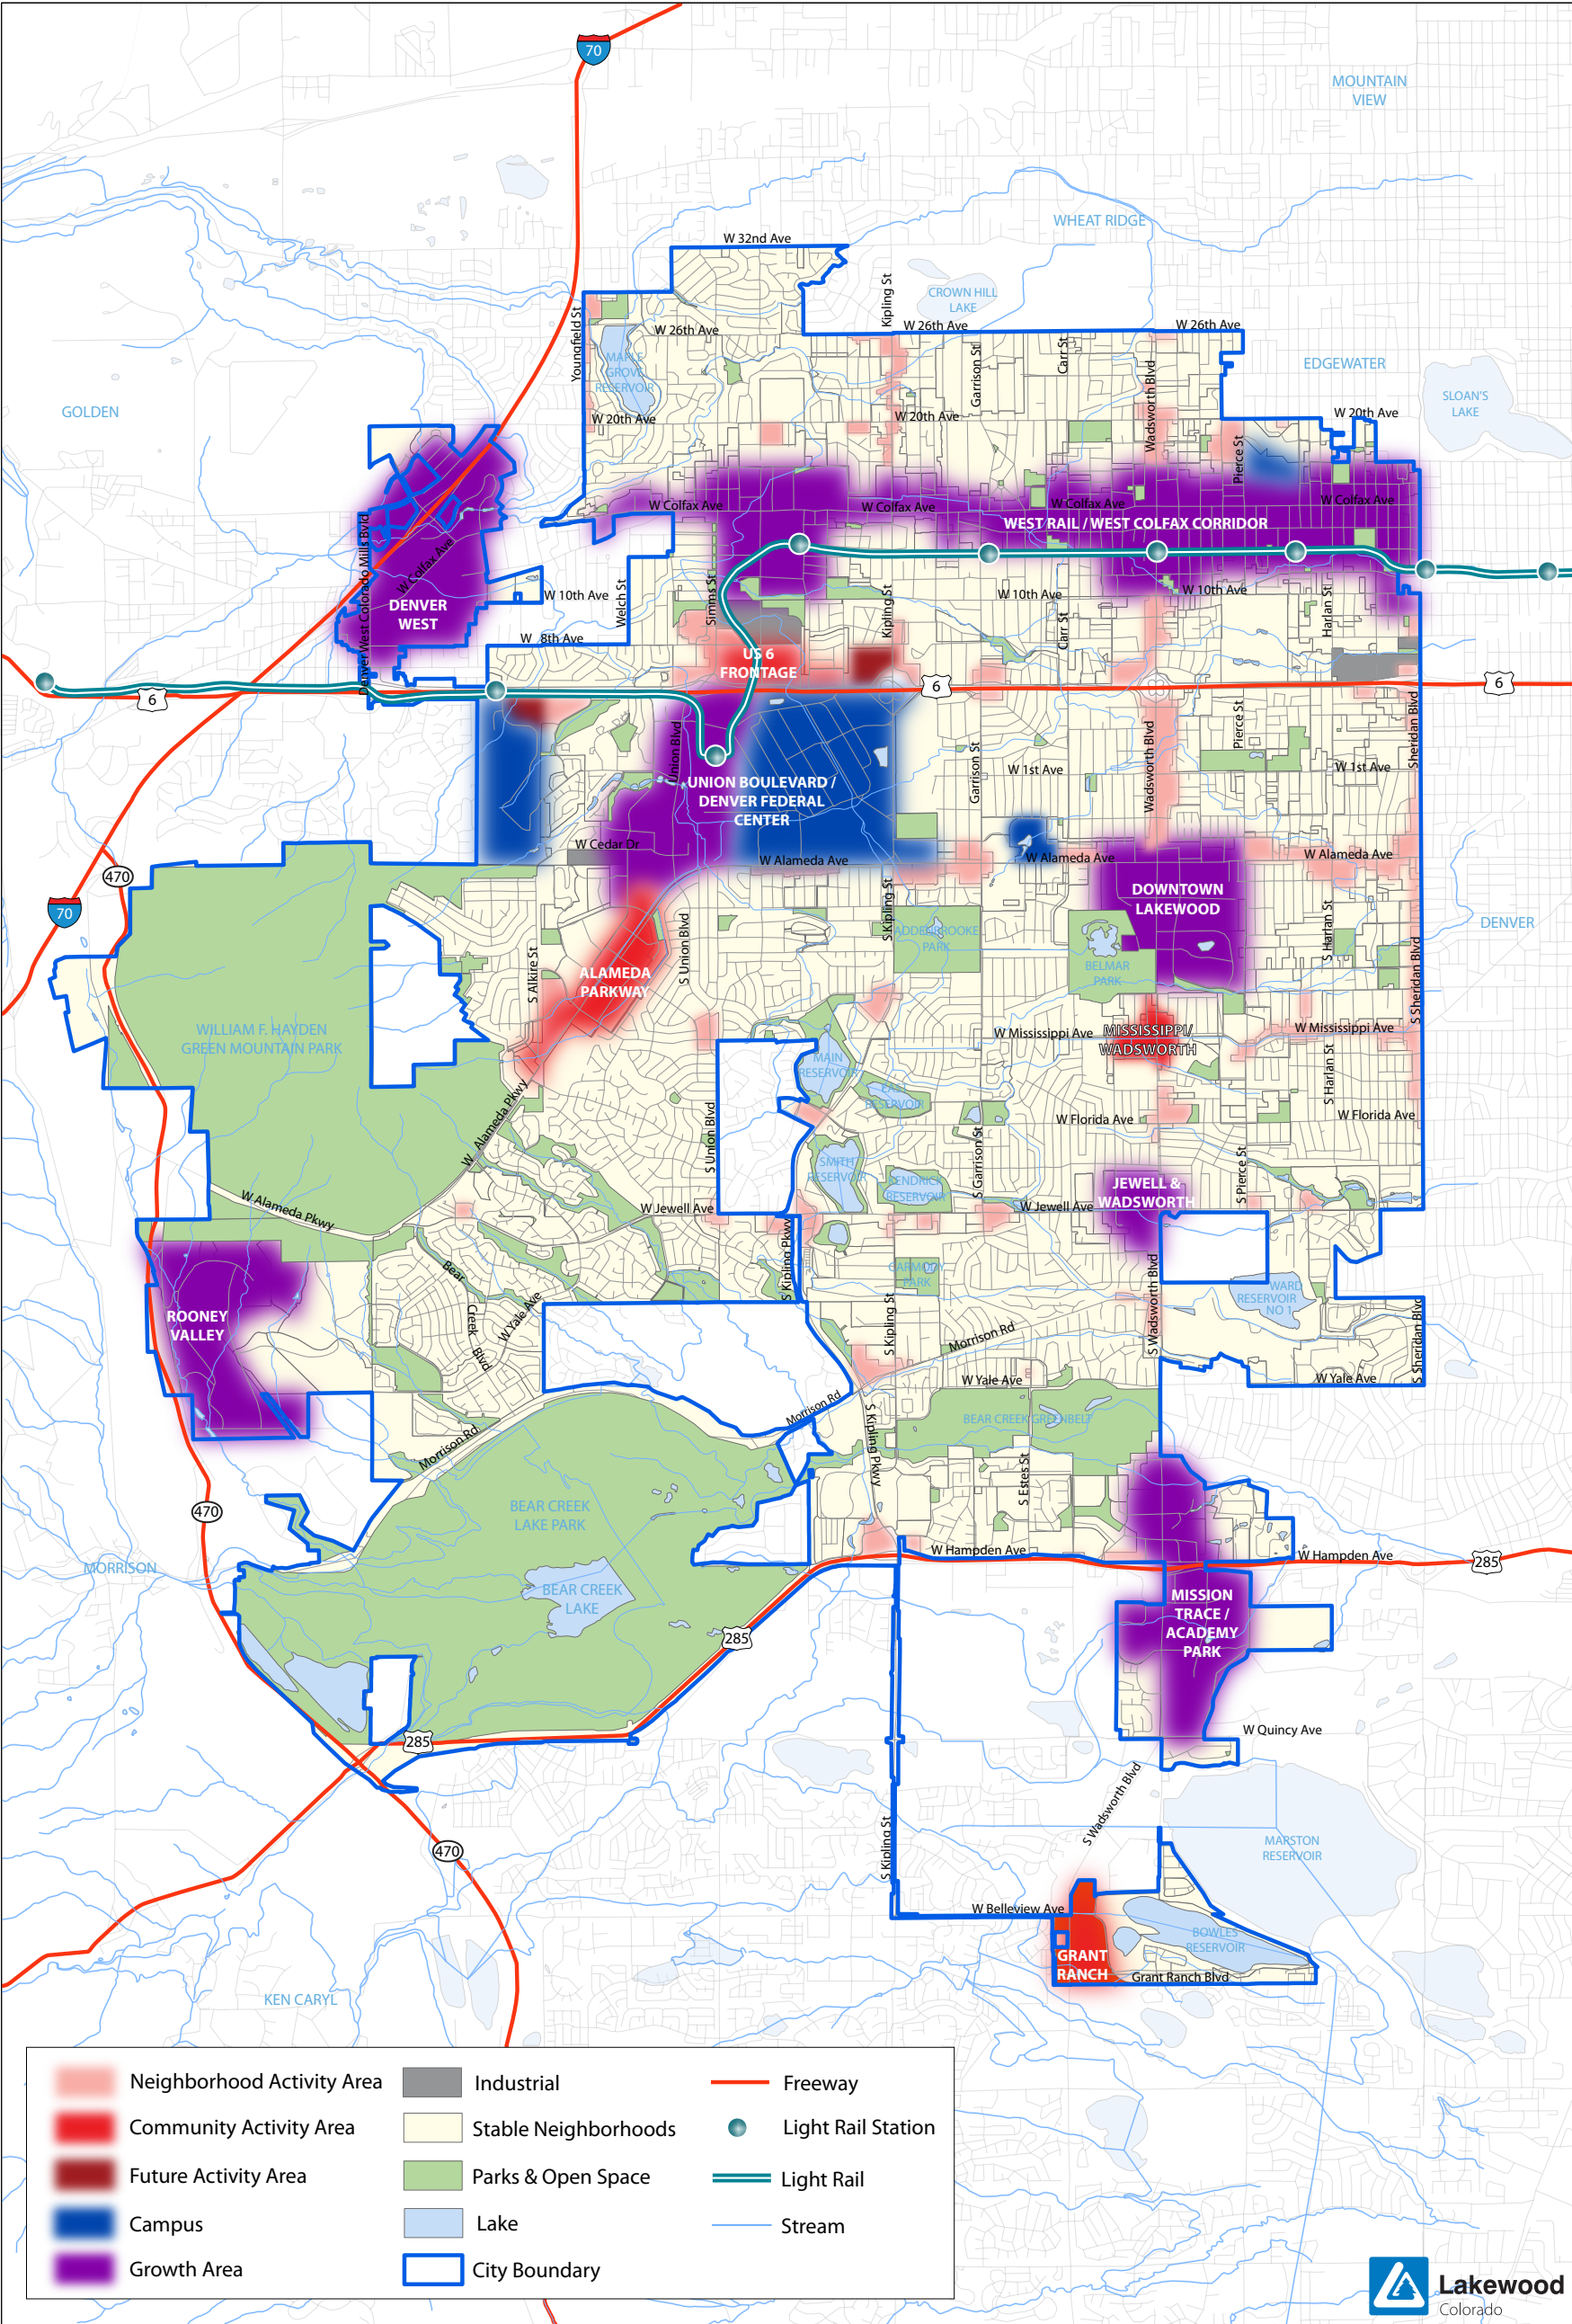 70
MOUNTAIN
VIEW
WHEAT RIDGE
W 32nd Ave
CROWN HILL
LAKE
Kipling St
Youngfield St
W 26th Ave
W 26th Ave
W 26th Ave
MAPLE
GROVE
RESERVOIR
Garrison St
Carr St
Wadsworth Blvd
EDGEWATER
SLOAN'S
LAKE
GOLDEN
W 20th Ave
W 20th Ave
W 20th Ave
Pierce St
W Colfax Ave
W Colfax Ave
W Colfax Ave
W Colfax Ave
WEST RAIL / WEST COLFAX CORRIDOR
Denver West Colorado Mills Blvd
W Colfax Ave
DENVER
WEST
W 10th Ave
Welch St
Simms St
Kipling St
W 10th Ave
Carr St
W 10th Ave
Harlan St
W 8th Ave
US 6
FRONTAGE
6
6
6
Union Blvd
UNION BOULEVARD /
DENVER FEDERAL
CENTER
Garrison St
W 1st Ave
Wadsworth Blvd
Pierce St
W 1st Ave
Sheridan Blvd
W Cedar Dr
W Alameda Ave
W Alameda Ave
W Alameda Ave
470
70
DOWNTOWN
LAKEWOOD
DENVER
S Kipling St
S Union Blvd
S Alkire St
ALAMEDA
PARKWAY
PARK
BELMAR
PARK
S Harlan St
S Sheridan Blvd
WILLIAM F. HAYDEN
GREEN MOUNTAIN PARK
W Mississippi Ave
MISSISSIPPI/
WADSWORTH
W Mississippi Ave
MAIN
RESERVOIR
EAST
RESERVOIR
S Harlan St
W Alameda Pkwy
S Union Blvd
W Florida Ave
W Florida Ave
SMITH
RESERVOIR
KENDRICK
RESERVOIR
S Garrison St
JEWELL &
WADSWORTH
S Pierce St
W Alameda Pkwy
W Jewell Ave
W Jewell Ave
S Kipling Pkwy
CARMODY
PARK
Bear
Creek
Blvd
W Yale Ave
S Wadsworth Blvd
WARD
RESERVOIR
NO 1
ROONEY
VALLEY
S Kipling St
Morrison Rd
S Sheridan Blvd
W Yale Ave
W Yale Ave
Morrison Rd
Morrison Rd
S Kipling Pkwy
BEAR CREEK GREENBELT
S Estes St
470
BEAR CREEK
LAKE PARK
MORRISON
W Hampden Ave
W Hampden Ave
285
BEAR CREEK
LAKE
MISSION
TRACE /
ACADEMY
PARK
285
285
W Quincy Ave
S Wadsworth Blvd
470
S Kipling St
MARSTON
RESERVOIR
W Belleview Ave
BOWLES
RESERVOIR
GRANT
RANCH
Grant Ranch Blvd
KEN CARYL
Neighborhood Activity Area
Community Activity Area
Future Activity Area
Campus
Growth Area
Industrial
Stable Neighborhoods
Parks & Open Space
Lake
City Boundary
Freeway
Light Rail Station
Light Rail
Stream
Lakewood
Colorado